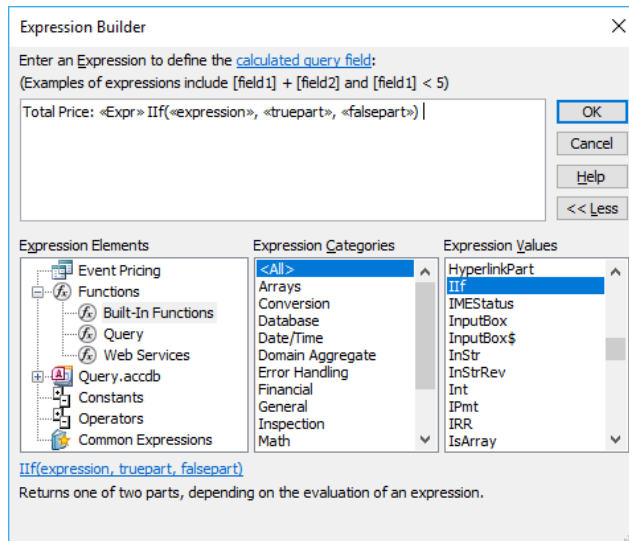 Expression Builder
Enter an Expression to define the calculated query field:
(Examples of expressions include [field1] + [field2] and [field1] < 5)
Total Price: «Expr» IIf(«expression», «truepart», «falsepart»)
OK
Cancel
Help
<< Less
Expression Elements
Event Pricing
Functions
Built-In Functions
Query
Web Services
Query.accdb
Constants
Operators
Common Expressions
Expression Categories
<All>
Arrays
Conversion
Database
Date/Time
Domain Aggregate
Error Handling
Financial
General
Inspection
Math
Expression Values
HyperlinkPart
IIf
IMEStatus
InputBox
InputBox$
InStr
InStrRev
Int
IPmt
IRR
IsArray
IIf(expression, truepart, falsepart)
Returns one of two parts, depending on the evaluation of an expression.